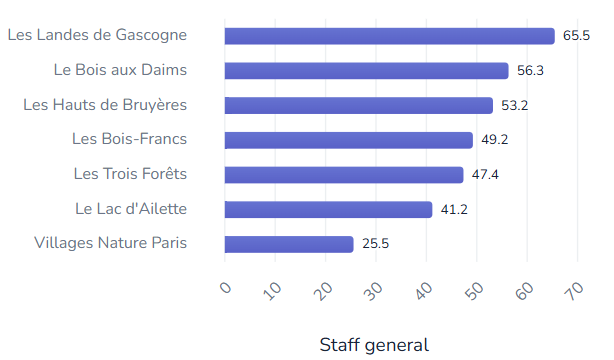 Les Landes de Gascogne 65.5
Le Bois aux Daims 56.3
Les Hauts de Bruyères 53.2
Les Bois-Francs 49.2
Les Trois Forêts 47.4
Le Lac d'Ailette 41.2
Villages Nature Paris 25.5
0 10 20 30 40 50 60 70
Staff general